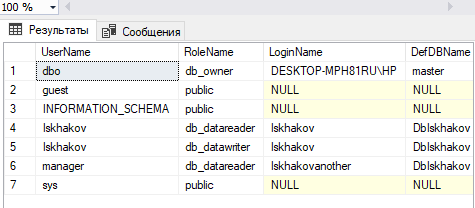 100 %
Результаты Сообщения
UserName RoleName LoginName DefDBName
1 dbo db_owner DESKTOP-MPH81RU\HP master
2 guest public NULL NULL
3 INFORMATION_SCHEMA public NULL NULL
4 Iskhakov db_datareader Iskhakov DbIskhakov
5 Iskhakov db_datawriter Iskhakov DbIskhakov
6 manager db_datareader Iskhakovanother DbIskhakov
7 sys public NULL NULL